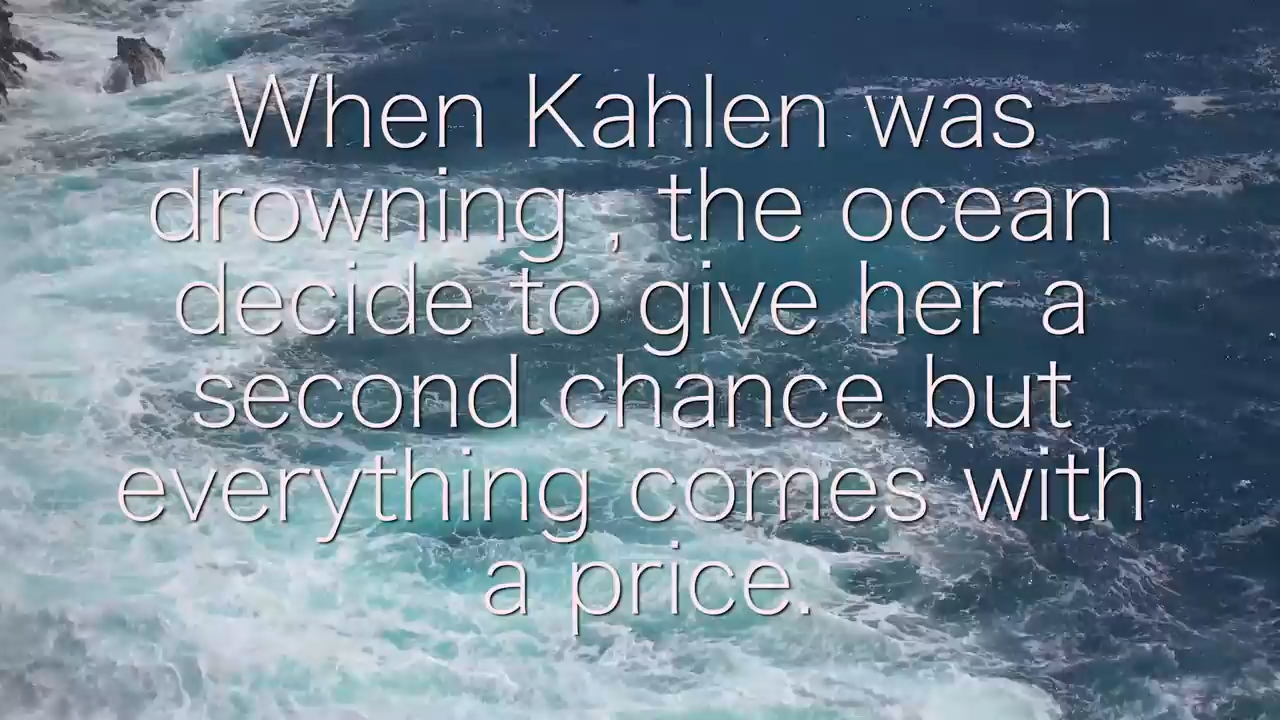 When Kahlen was
drowning , the ocean
decide to give her a
second chance but
everything comes with
a price.